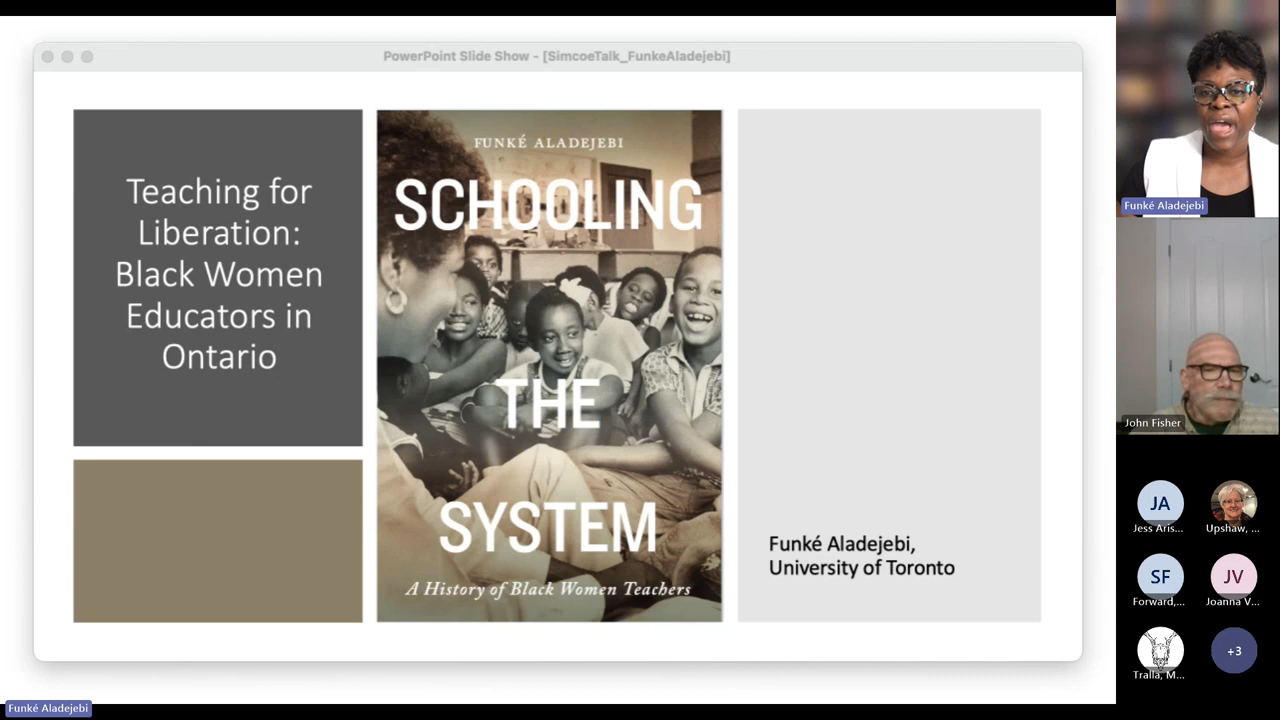 PowerPoint Slide Show - [SimcoeTalk_FunkeAladejebi]
Teaching for
Liberation:
Black Women
Educators in
Ontario
FUNKÉ ALADEJEBI
SCHOOLING
THE
SYSTEM
A History of Black Women Teachers
Funké Aladejebi,
University of Toronto
Funké Aladejebi
John Fisher
JA
Jess Aris...
Upshaw, ...
SF
Forward,...
JV
Joanna V...
Tralla, M...
+3
Funké Aladejebi